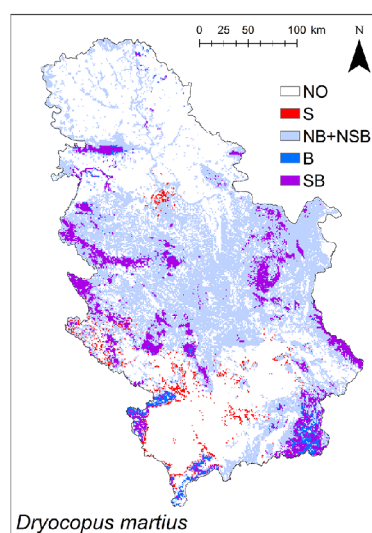 0 25 50 100 km
N
NO
S
NB+NSB
B
SB
Dryocopus martius